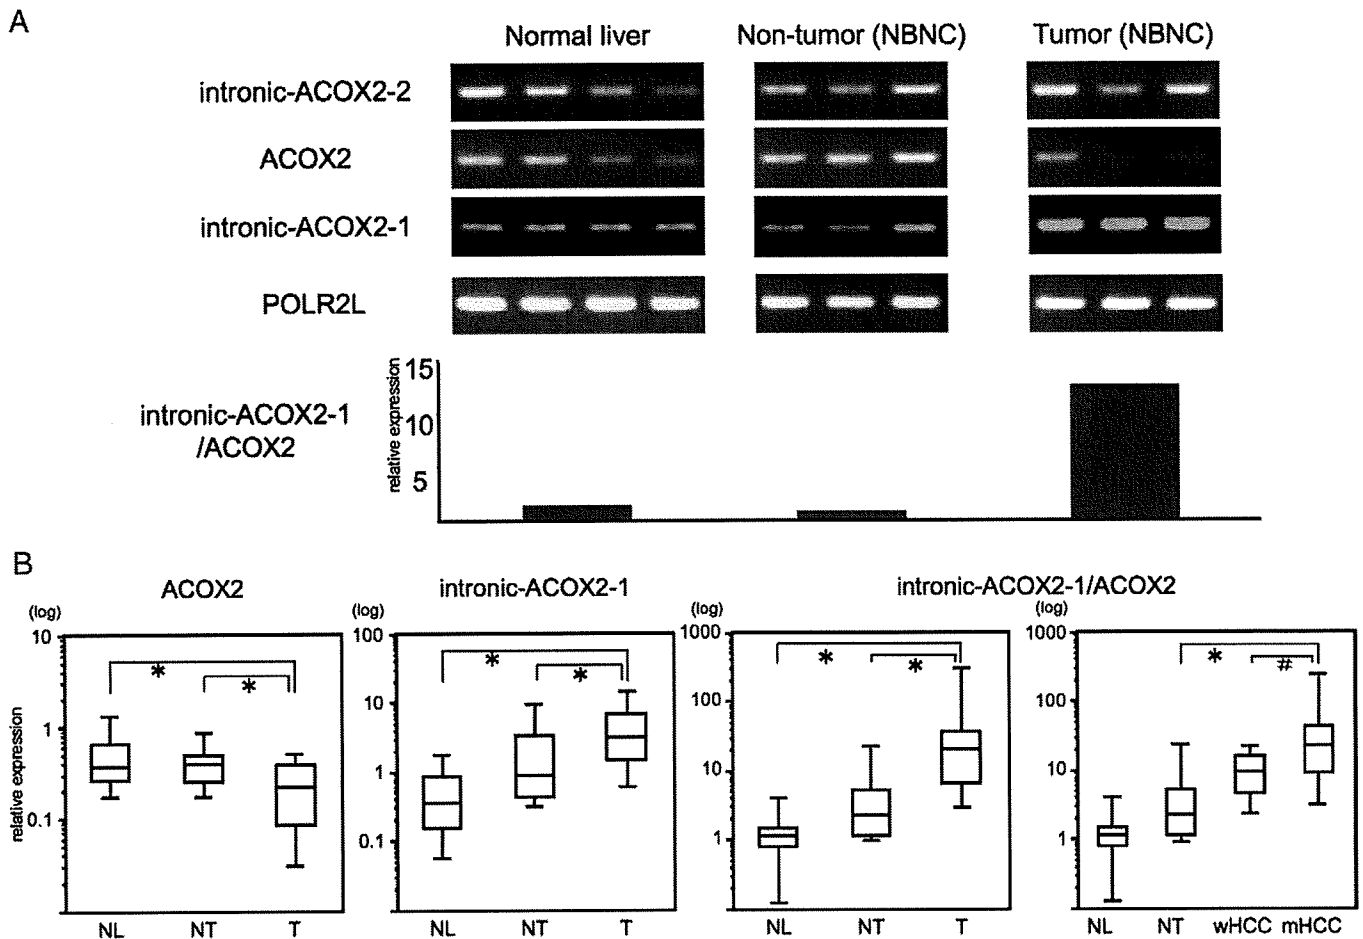 A
Normal liver Non-tumor (NBNC) Tumor (NBNC)
intronic-ACOX2-2
ACOX2
intronic-ACOX2-1
POLR2L
intronic-ACOX2-1
/ACOX2
relative expression
15
10
5
B
ACOX2 intronic-ACOX2-1 intronic-ACOX2-1/ACOX2
(log) (log) (log) (log)
relative expression
10
1
0.1
* *
NL NT T
100
10
1
0.1
* *
NL NT T
1000
100
10
1
* *
NL NT T
1000
100
10
1
* #
NL NT wHCC mHCC